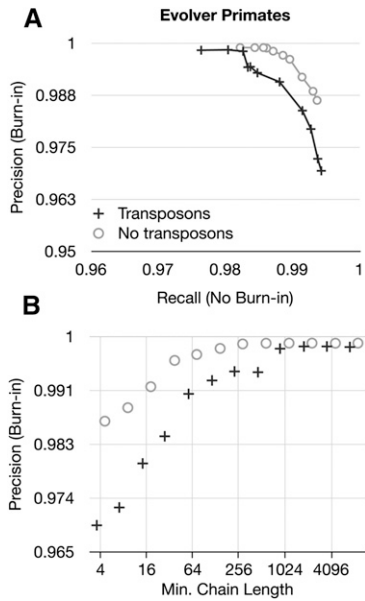 A
Evolver Primates
1
0.988
0.975
0.963
0.95
Precision (Burn-in)
Transposons
No transposons
0.96 0.97 0.98 0.99 1
Recall (No Burn-in)
B
1
0.991
0.983
0.974
0.965
Precision (Burn-in)
4 16 64 256 1024 4096
Min. Chain Length